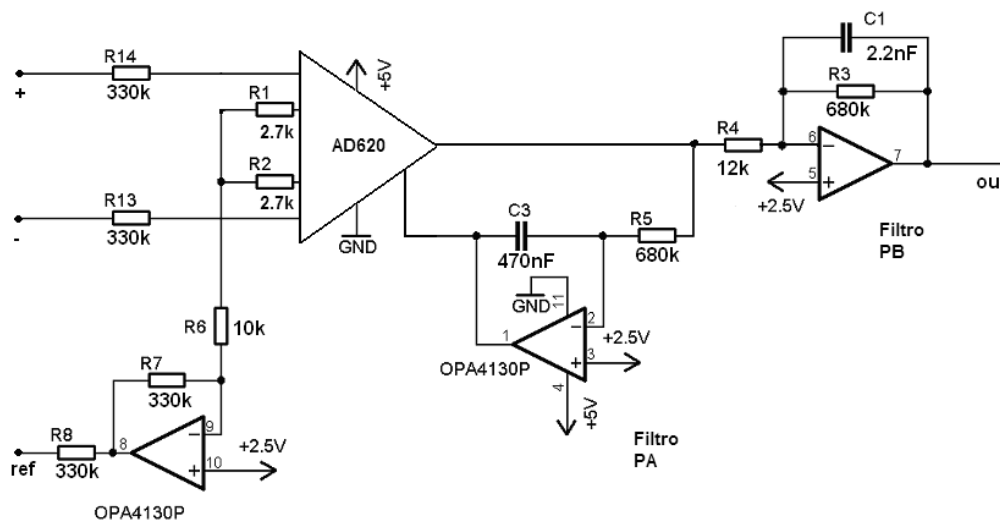 R14
330k
+
R1
2.7k
R2
2.7k
R13
330k
-
AD620
+5V
GND
C1
2.2nF
R3
680k
R4
12k
6
-
5
+
7
+2.5V
ou
Filtro
PB
C3
470nF
R5
680k
GND
11
2
-
1
3
+
+2.5V
4
+5V
OPA4130P
Filtro
PA
R6
10k
R7
330k
R8
330k
ref
8
9
-
10
+
+2.5V
OPA4130P